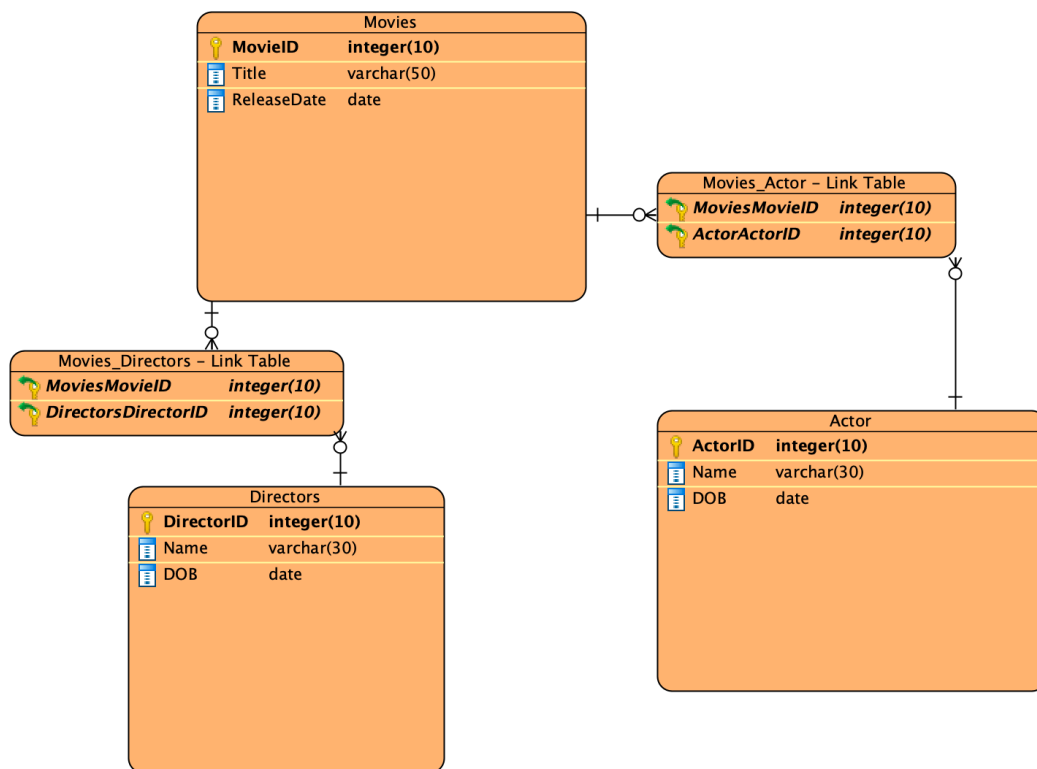 Movies
MovieID integer(10)
Title varchar(50)
ReleaseDate date
Movies_Actor – Link Table
MoviesMovieID integer(10)
ActorActorID integer(10)
Movies_Directors – Link Table
MoviesMovieID integer(10)
DirectorsDirectorID integer(10)
Actor
ActorID integer(10)
Name varchar(30)
DOB date
Directors
DirectorID integer(10)
Name varchar(30)
DOB date